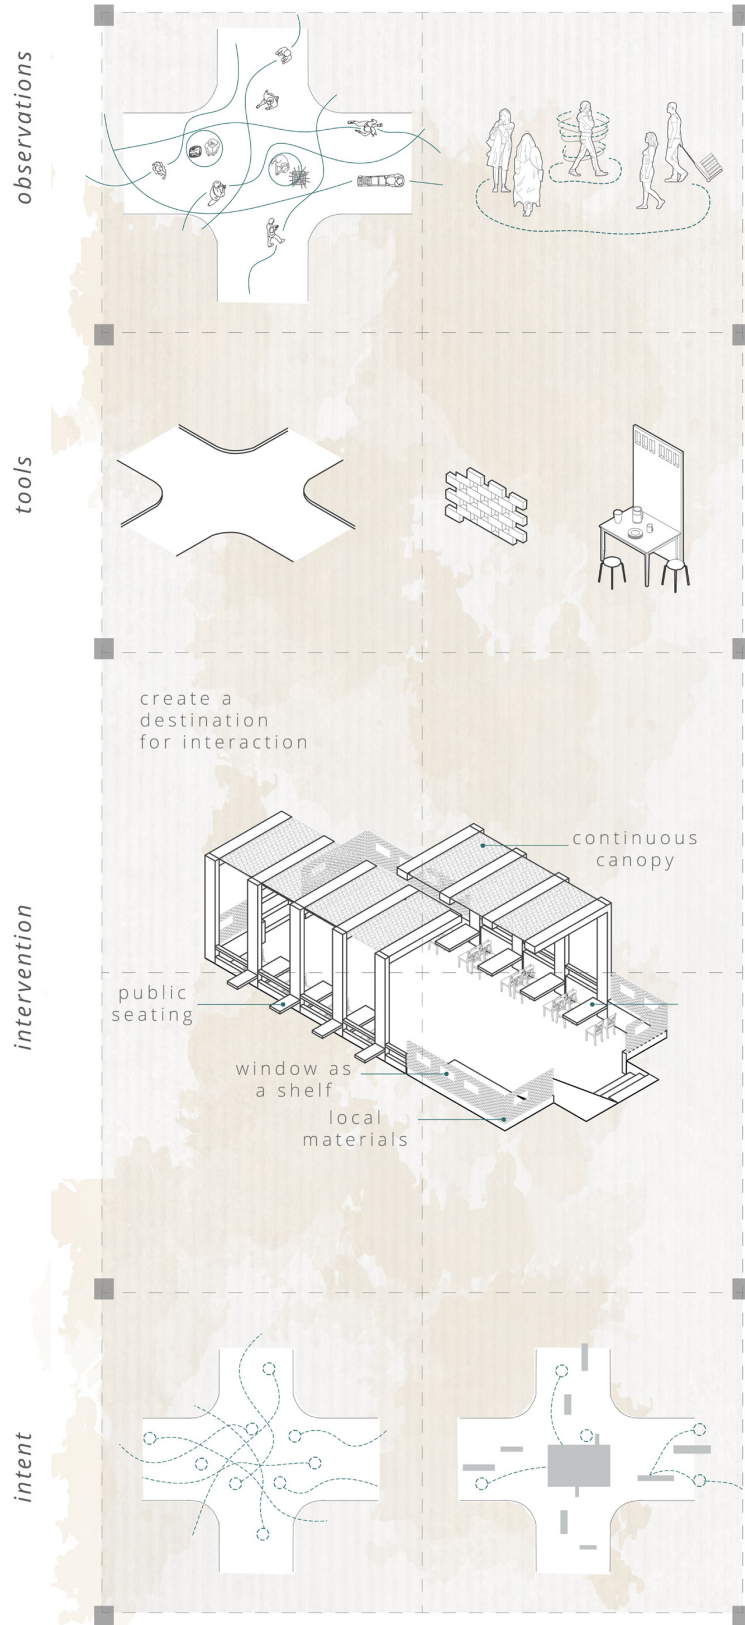 observations
tools
create a
destination
for interaction
continuous
canopy
intervention
public
seating
window as
a shelf
local
materials
intent